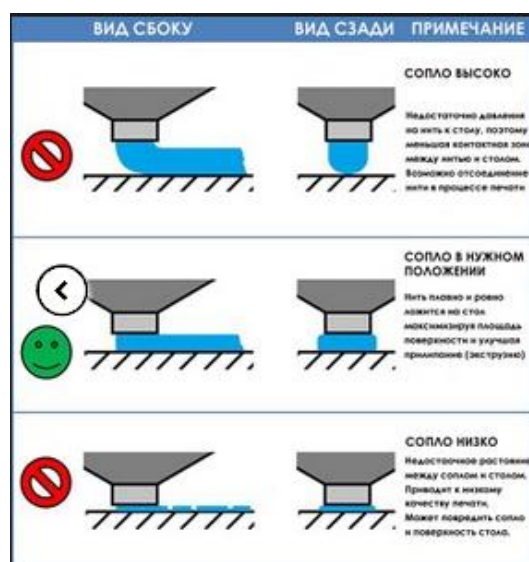 ВИД СБОКУ ВИД СЗАДИ ПРИМЕЧАНИЕ
СОПЛО ВЫСОКО
Недостаточно давления
на нить к столу, поэтому
меньшая контактная зона
между нитью и столом.
Возможно отсоединение
нити в процессе печати
СОПЛО В НУЖНОМ
ПОЛОЖЕНИИ
Нить плавно и ровно
ложится на стол
максимизируя площадь
поверхности и улучшая
прилипание (экструзию)
СОПЛО НИЗКО
Недостаочное растояние
между соплом и столом.
Приводит к низкому
качеству печати.
Может повредить сопло
и поверхность стола.